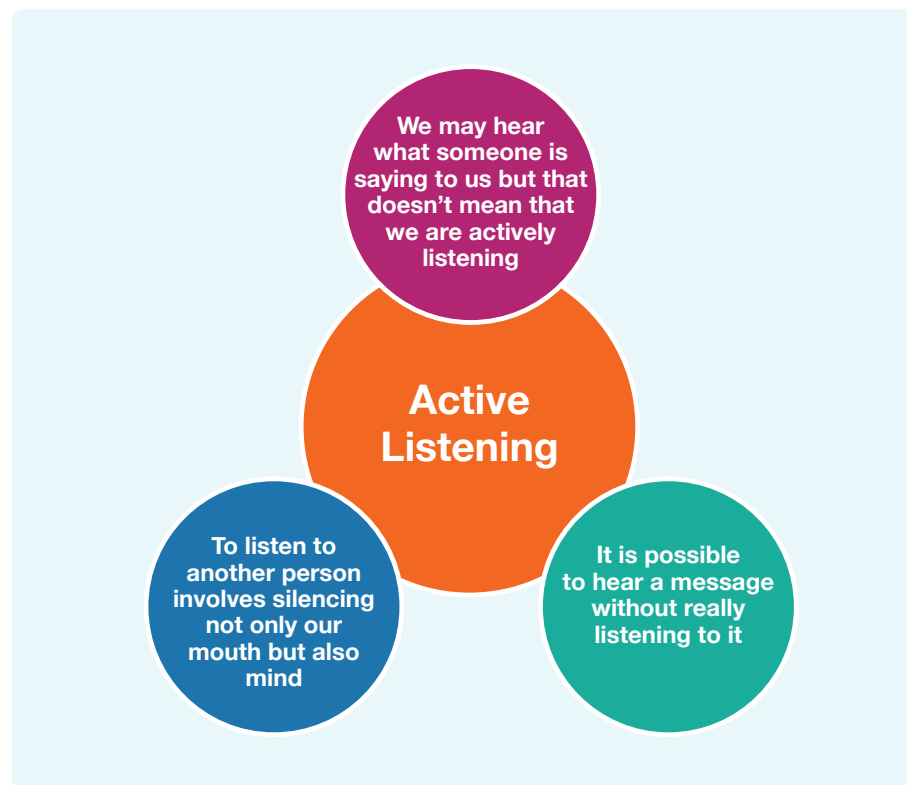 We may hear
what someone is
saying to us but that
doesn’t mean that
we are actively
listening
Active
Listening
To listen to
another person
involves silencing
not only our
mouth but also
mind
It is possible
to hear a message
without really
listening to it